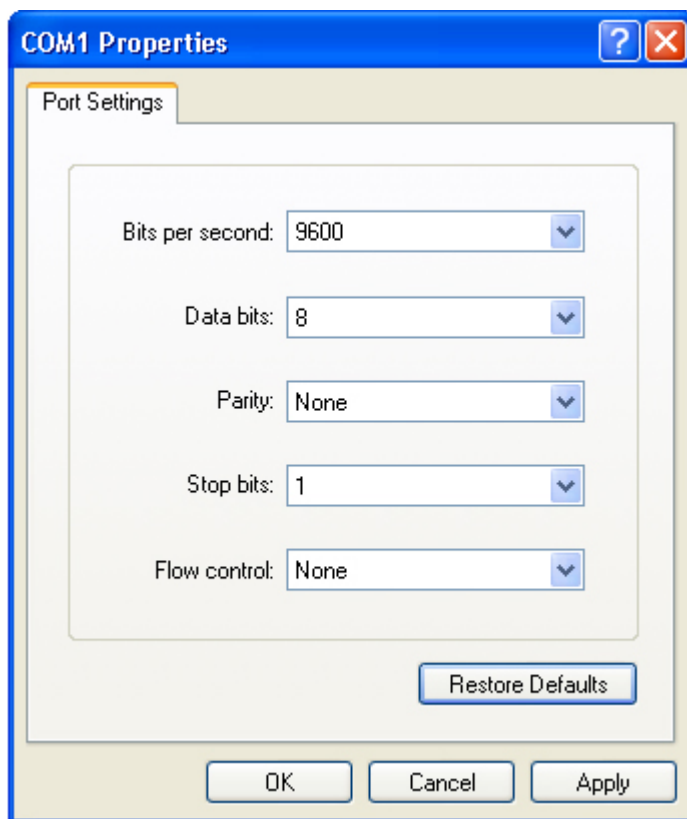 COM1 Properties
Port Settings
Bits per second: 9600
Data bits: 8
Parity: None
Stop bits: 1
Flow control: None
Restore Defaults
OK Cancel Apply